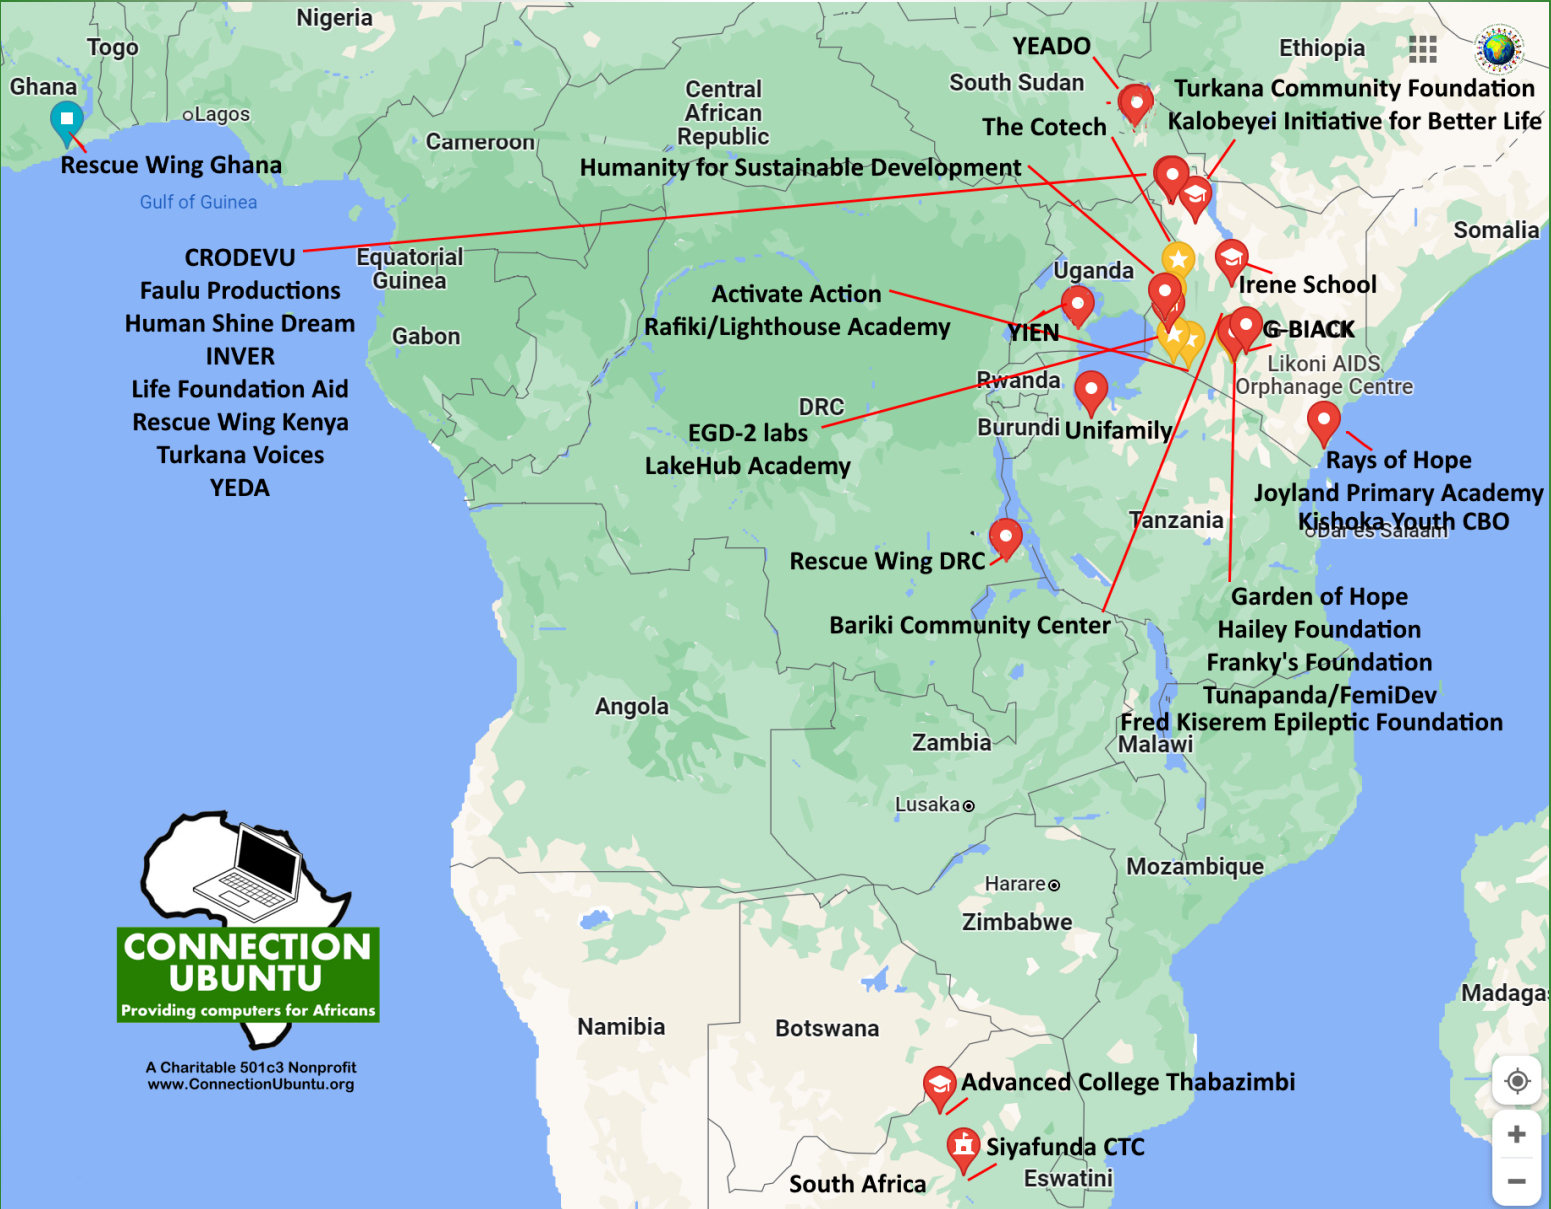 Nigeria
YEADO
Togo
Ethiopia
South Sudan
Ghana
Central
African
Republic
Turkana Community Foundation
Kalobeyei Initiative for Better Life
Lagos
The Cotech
Cameroon
Rescue Wing Ghana
Humanity for Sustainable Development
Gulf of Guinea
Somalia
CRODEVU
Faulu Productions
Human Shine Dream
INVER
Life Foundation Aid
Rescue Wing Kenya
Turkana Voices
YEDA
Equatorial
Guinea
Gabon
Uganda
Irene School
Activate Action
Rafiki/Lighthouse Academy
YIEN
G-BIACK
Likoni AIDS
Orphanage Centre
Rwanda
DRC
EGD-2 labs
LakeHub Academy
Burundi
Unifamily
Rays of Hope
Joyland Primary Academy
Kishoka Youth CBO
Dar es Salaam
Tanzania
Rescue Wing DRC
Bariki Community Center
Garden of Hope
Hailey Foundation
Franky's Foundation
Tunapanda/FemiDev
Fred Kiserem Epileptic Foundation
Angola
Zambia
Malawi
Lusaka
Mozambique
Harare
Zimbabwe
CONNECTION
UBUNTU
Providing computers for Africans
A Charitable 501c3 Nonprofit
www.ConnectionUbuntu.org
Madagas
Namibia
Botswana
Advanced College Thabazimbi
Siyafunda CTC
South Africa
Eswatini